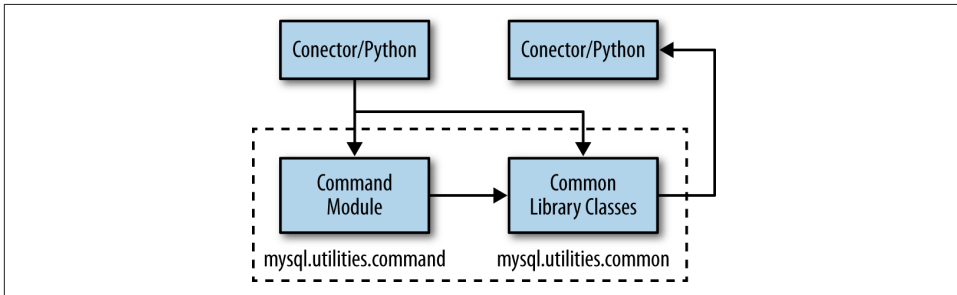 Conector/Python
Conector/Python
Command
Module
Common
Library Classes
mysql.utilities.command
mysql.utilities.common